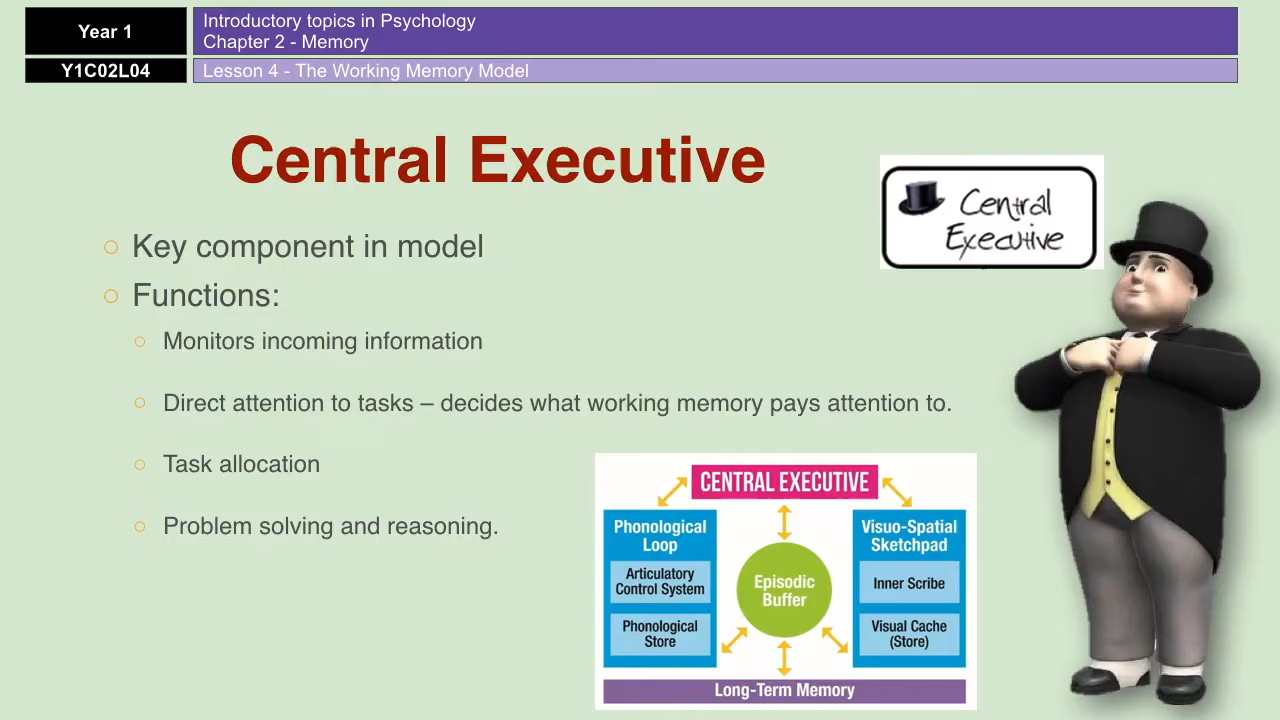 Year 1
Introductory topics in Psychology
Chapter 2 - Memory
Y1C02L04
Lesson 4 - The Working Memory Model
Central Executive
Central
Executive
Key component in model
Functions:
Monitors incoming information
Direct attention to tasks – decides what working memory pays attention to.
Task allocation
Problem solving and reasoning.
CENTRAL EXECUTIVE
Phonological
Loop
Articulatory
Control System
Phonological
Store
Episodic
Buffer
Visuo-Spatial
Sketchpad
Inner Scribe
Visual Cache
(Store)
Long-Term Memory